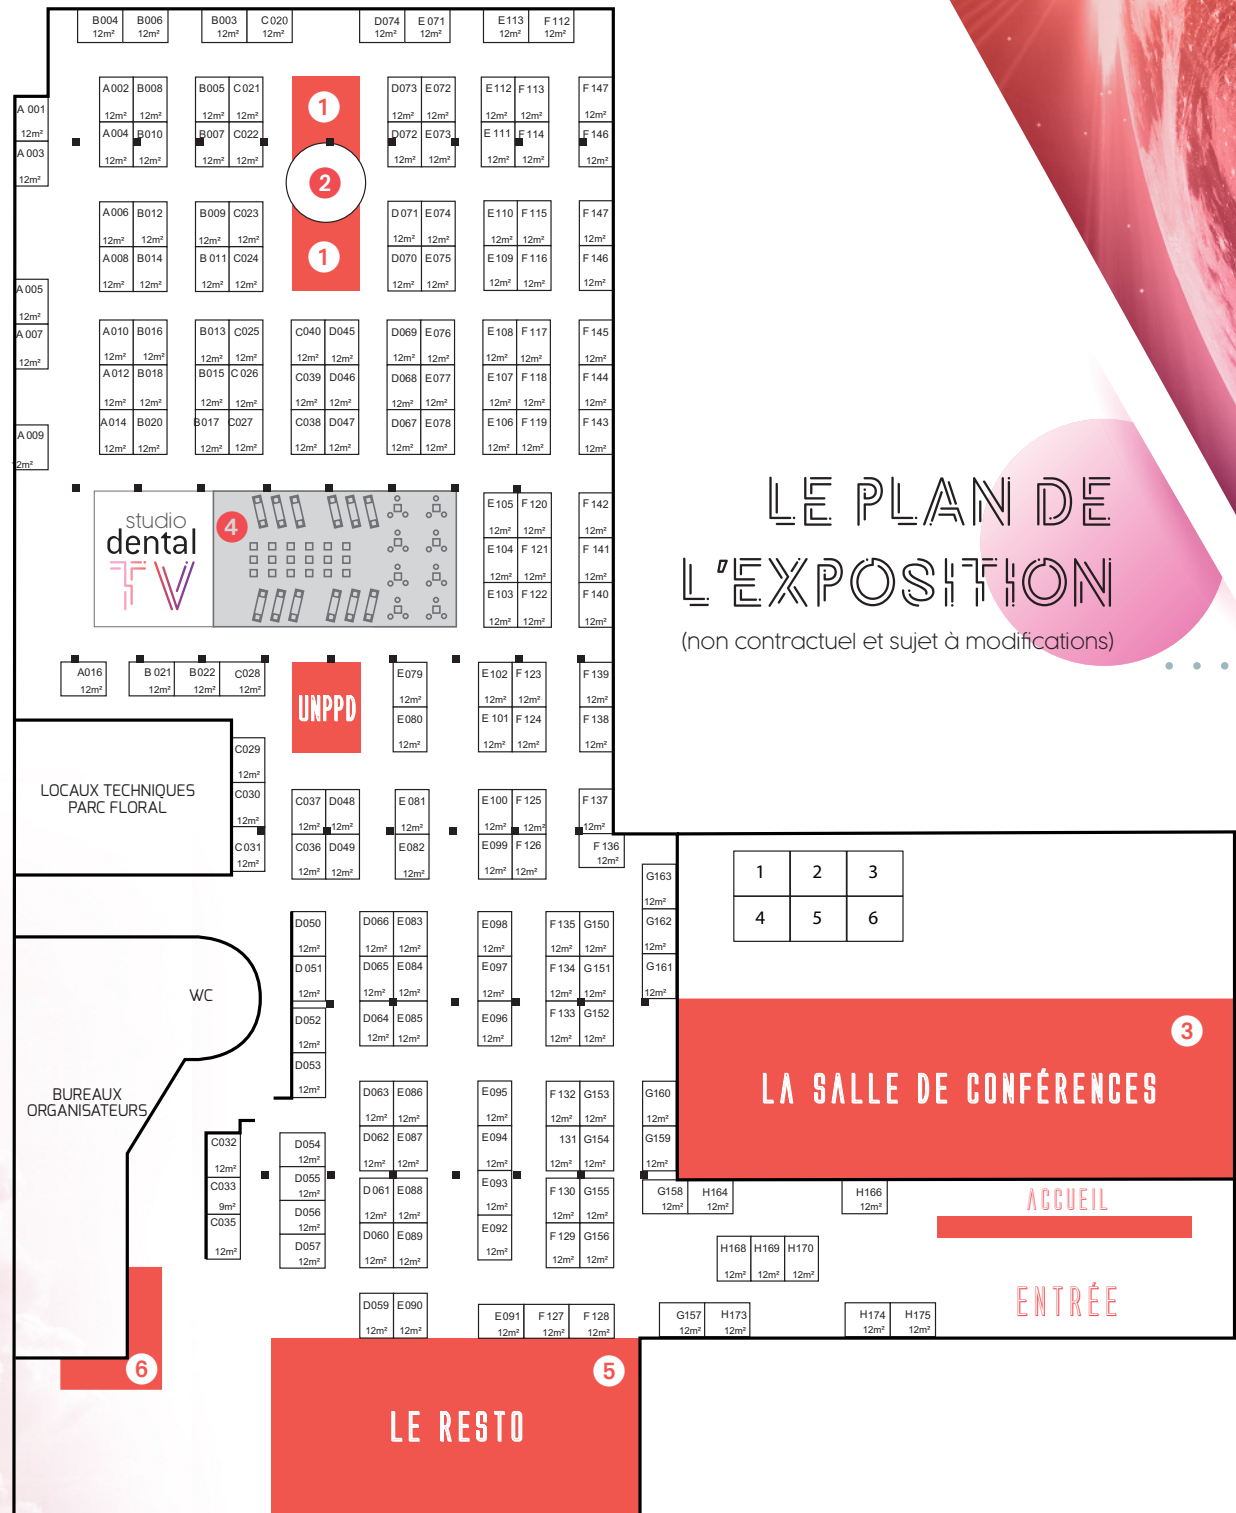 B004 B006 B003 C020 D074 E071 E113 F112
12m² 12m² 12m² 12m² 12m² 12m² 12m² 12m²
A002 B008 B005 C021 D073 E072 E112 F113 F147
A001 12m² 12m² 12m² 12m² 1 12m² 12m² 12m² 12m² 12m²
12m² A004 B010 B007 C022 D072 E073 E111 F114 F146
A003 12m² 12m² 12m² 12m² 12m² 12m² 12m² 12m² 12m²
12m²
2
A006 B012 B009 C023 D071 E074 E110 F115 F147
12m² 12m² 12m² 12m² 12m² 12m² 12m² 12m² 12m²
A008 B014 B011 C024 1 D070 E075 E109 F116 F146
12m² 12m² 12m² 12m² 12m² 12m² 12m² 12m² 12m²
A005
12m²
A007
12m²
A010 B016 B013 C025 C040 D045 D069 E076 E108 F117 F145
12m² 12m² 12m² 12m² 12m² 12m² 12m² 12m² 12m² 12m² 12m²
A012 B018 B015 C026 C039 D046 D068 E077 E107 F118 F144
12m² 12m² 12m² 12m² 12m² 12m² 12m² 12m² 12m² 12m² 12m²
A014 B020 B017 C027 C038 D047 D067 E078 E106 F119 F143
12m² 12m² 12m² 12m² 12m² 12m² 12m² 12m² 12m² 12m² 12m²
A009
2m²
studio
dental
TV
4
E105 F120 F142
12m² 12m² 12m²
E104 F121 F141
12m² 12m² 12m²
E103 F122 F140
12m² 12m² 12m²
LE PLAN DE
L'EXPOSITION
(non contractuel et sujet à modifications)
A016 B021 B022 C028 E079 E102 F123 F139
12m² 12m² 12m² 12m² 12m² 12m² 12m² 12m²
UNPPD
E080 E101 F124 F138
12m² 12m² 12m² 12m²
LOCAUX TECHNIQUES
PARC FLORAL
C029
12m²
C030
12m²
C031
12m²
C037 D048 E081 E100 F125 F137
12m² 12m² 12m² 12m² 12m² 12m²
C036 D049 E082 E099 F126 F136
12m² 12m² 12m² 12m² 12m² 12m²
G163
12m²
G162
12m²
G161
12m²
1 2 3
4 5 6
D050 D066 E083 E098 F135 G150
12m² 12m² 12m² 12m² 12m² 12m²
D051 D065 E084 E097 F134 G151
12m² 12m² 12m² 12m² 12m² 12m²
D052 D064 E085 E096 F133 G152
12m² 12m² 12m² 12m² 12m² 12m²
D053
12m²
WC
BUREAUX
ORGANISATEURS
3
LA SALLE DE CONFÉRENCES
D063 E086 E095 F132 G153 G160
12m² 12m² 12m² 12m² 12m² 12m²
D062 E087 E094 131 G154 G159
12m² 12m² 12m² 12m² 12m² 12m²
C032
12m²
C033
9m²
C035
12m²
D054
12m²
D055
12m²
D056
12m²
D057
12m²
D061 E088 E093 F130 G155
12m² 12m² 12m² 12m² 12m²
D060 E089 E092 F129 G156
12m² 12m² 12m² 12m² 12m²
G158 H164 H166
12m² 12m² 12m²
ACCUEIL
H168 H169 H170
12m² 12m² 12m²
ENTRÉE
D059 E090 E091 F127 F128 G157 H173 H174 H175
12m² 12m² 12m² 12m² 12m² 12m² 12m² 12m² 12m²
6
5
LE RESTO